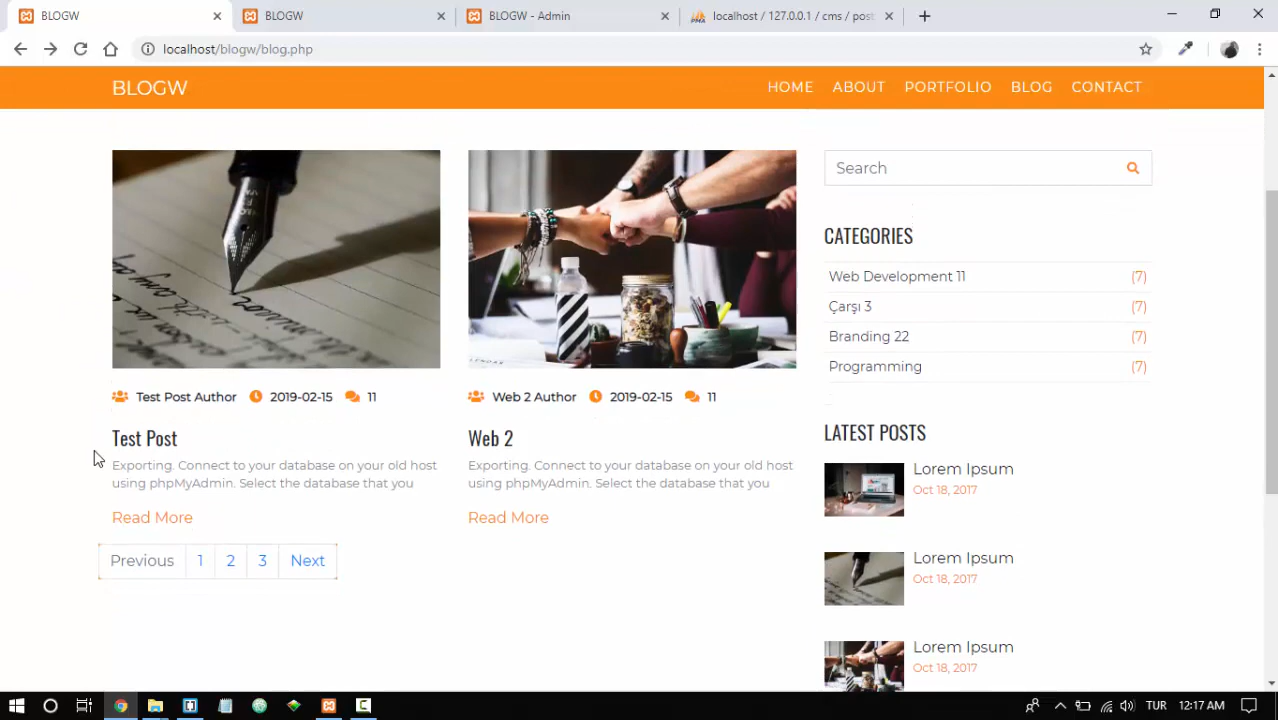 BLOGW
BLOGW
BLOGW - Admin
localhost / 127.0.0.1 / cms / post
localhost/blogw/blog.php
BLOGW
HOME ABOUT PORTFOLIO BLOG CONTACT
Test Post Author 2019-02-15 11
Test Post
Exporting. Connect to your database on your old host
using phpMyAdmin. Select the database that you
Read More
Web 2 Author 2019-02-15 11
Web 2
Exporting. Connect to your database on your old host
using phpMyAdmin. Select the database that you
Read More
Previous 1 2 3 Next
Search
CATEGORIES
Web Development 11 (7)
Çarşı 3 (7)
Branding 22 (7)
Programming (7)
LATEST POSTS
Lorem Ipsum
Oct 18, 2017
Lorem Ipsum
Oct 18, 2017
Lorem Ipsum
Oct 18, 2017
TUR 12:17 AM